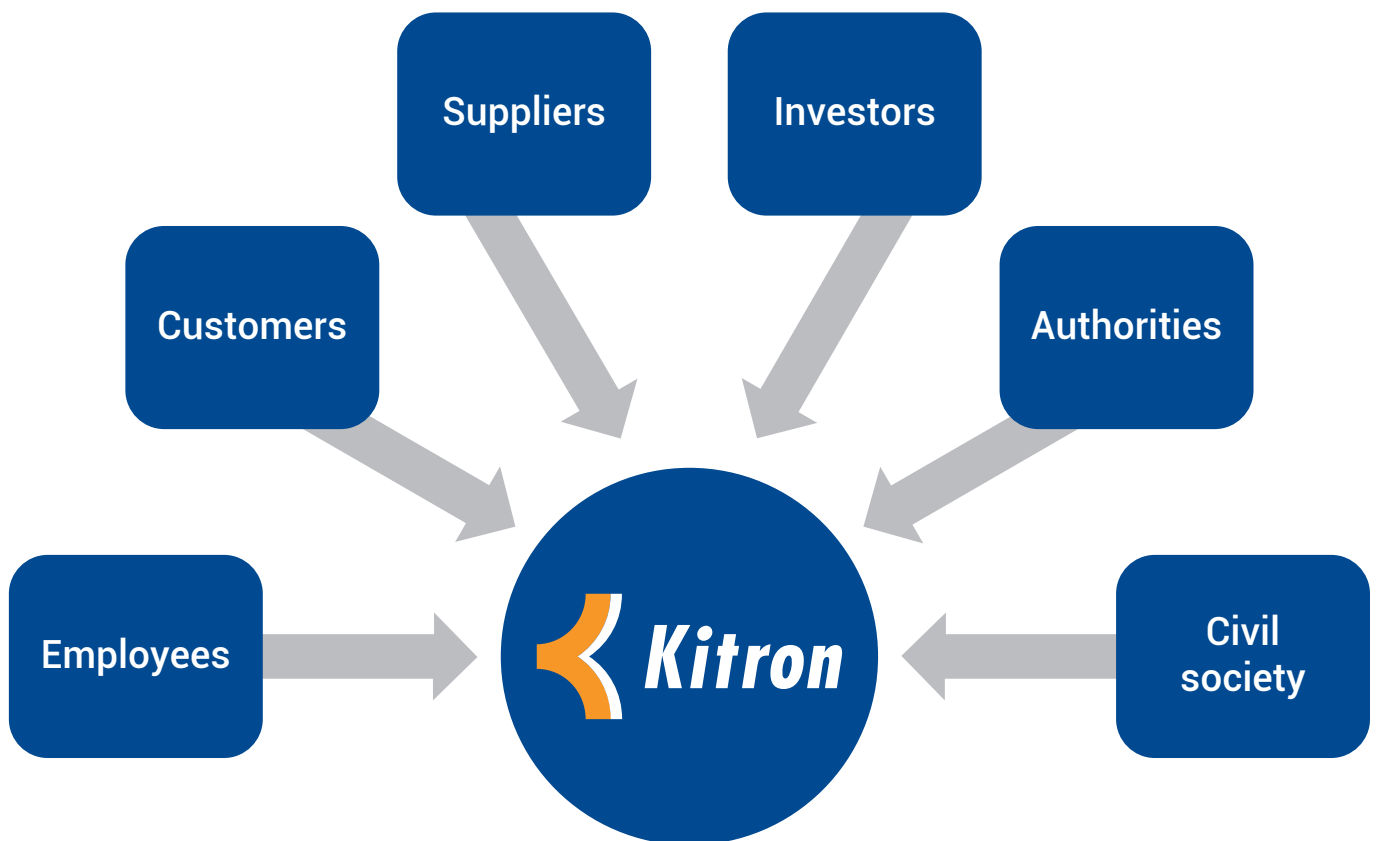 Suppliers
Investors
Customers
Authorities
Employees
Kitron
Civil
society